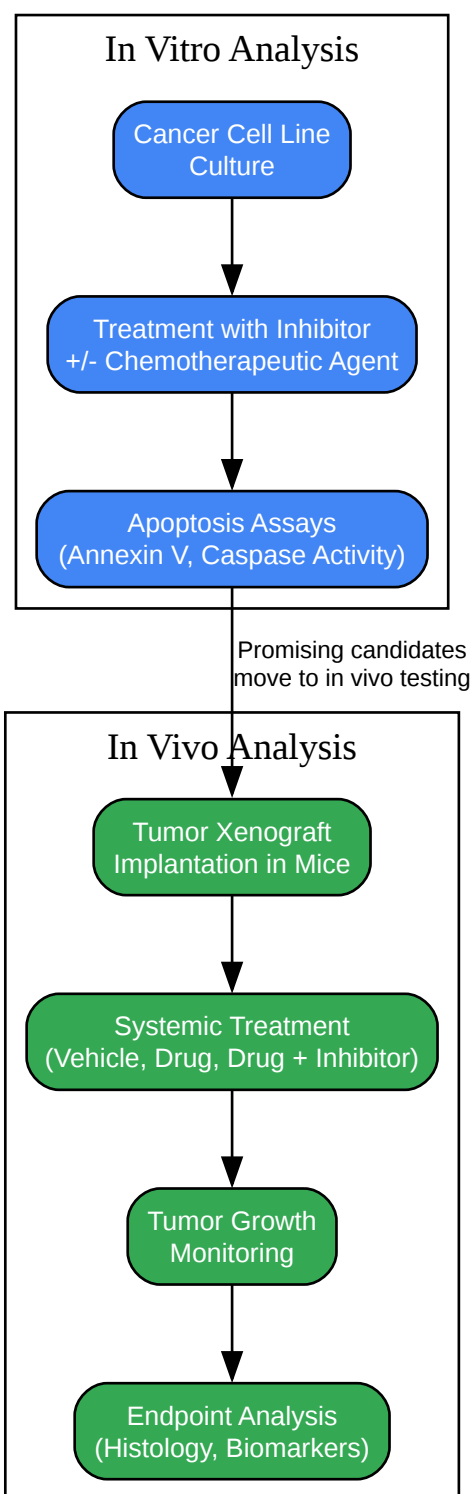 In Vitro Analysis
Cancer Cell Line
Culture
Treatment with Inhibitor
+/- Chemotherapeutic Agent
Apoptosis Assays
(Annexin V, Caspase Activity)
Promising candidates
move to in vivo testing
In Vivo Analysis
Tumor Xenograft
Implantation in Mice
Systemic Treatment
(Vehicle, Drug, Drug + Inhibitor)
Tumor Growth
Monitoring
Endpoint Analysis
(Histology, Biomarkers)